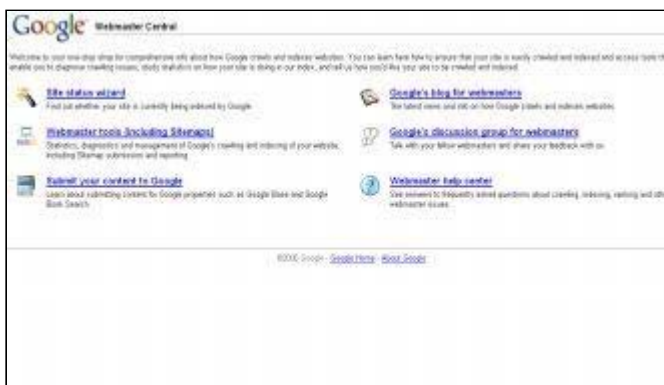 Google Webmaster Central
Welcome to your one-stop shop for comprehensive info about how Google crawls and indexes websites. You can learn here how to ensure that your site is easily crawled and indexed and access tools th
enable you to diagnose crawling issues, study statistics on how your site is doing in our index, and tell us how you'd like your site to be crawled and indexed.
Site status wizard
Find out whether your site is currently being indexed by Google
Webmaster tools (including Sitemaps)
Statistics, diagnostics and management of Google's crawling and indexing of your website,
including Sitemap submission and reporting
Submit your content to Google
Learn about submitting content for Google properties such as Google Base and Google
Book Search
Google's blog for webmasters
The latest news and info on how Google crawls and indexes websites
Google's discussion group for webmasters
Talk with your fellow webmasters and share your feedback with us
Webmaster help center
See answers to frequently asked questions about crawling, indexing, ranking and oth
webmaster issues
©2006 Google - Google Home - About Google